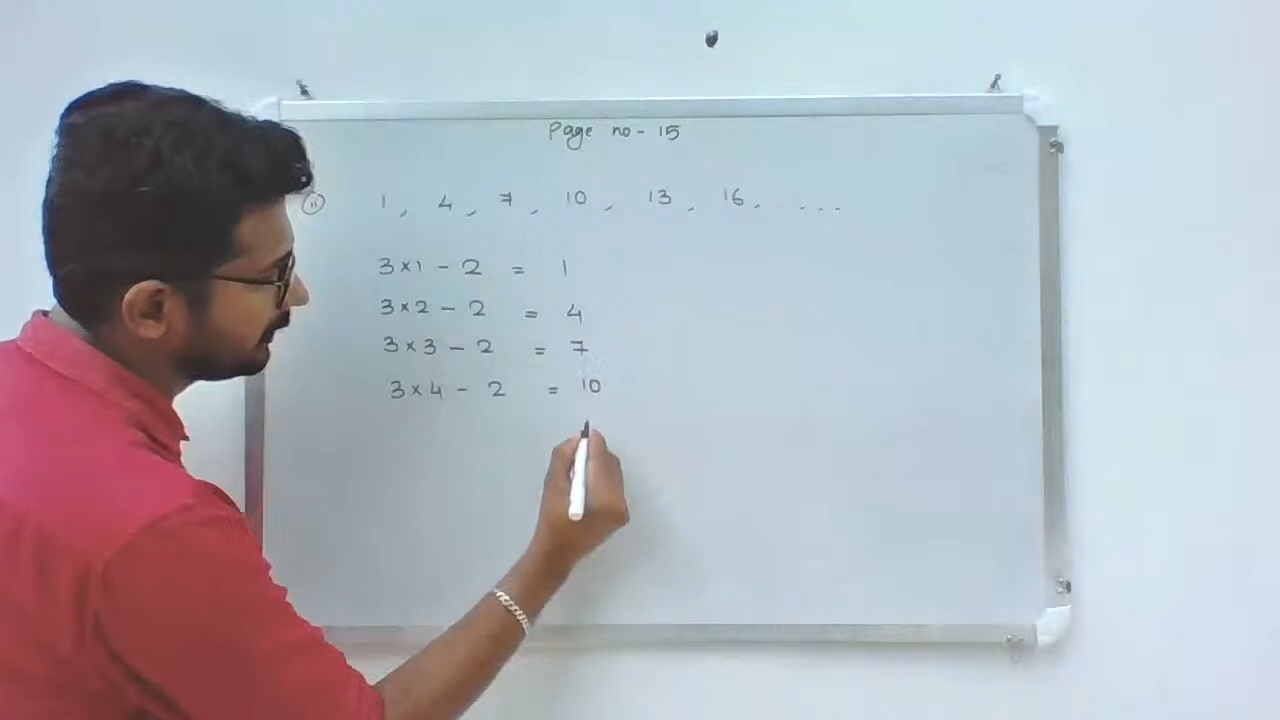 Page no - 15
(ii) 1, 4, 7, 10, 13, 16, ...
3×1 - 2 = 1
3×2 - 2 = 4
3×3 - 2 = 7
3×4 - 2 = 10